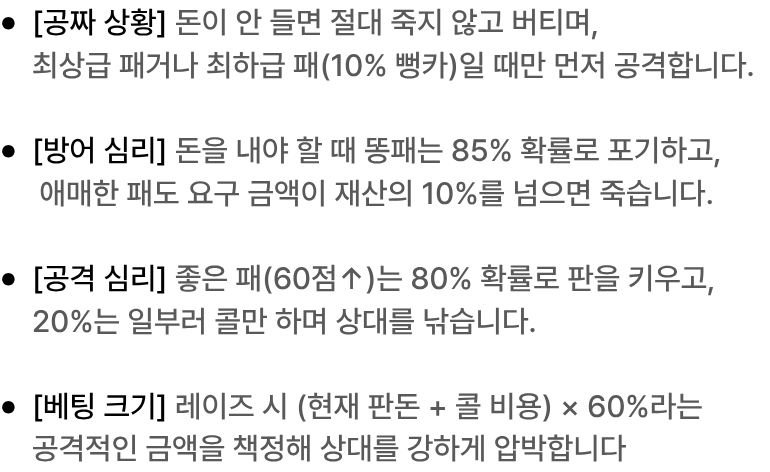 ● [공짜 상황] 돈이 안 들면 절대 죽지 않고 버티며,
최상급 패거나 최하급 패(10% 뻥카)일 때만 먼저 공격합니다.
● [방어 심리] 돈을 내야 할 때 똥패는 85% 확률로 포기하고,
애매한 패도 요구 금액이 재산의 10%를 넘으면 죽습니다.
● [공격 심리] 좋은 패(60점↑)는 80% 확률로 판을 키우고,
20%는 일부러 콜만 하며 상대를 낚습니다.
● [베팅 크기] 레이즈 시 (현재 판돈 + 콜 비용) × 60%라는
공격적인 금액을 책정해 상대를 강하게 압박합니다